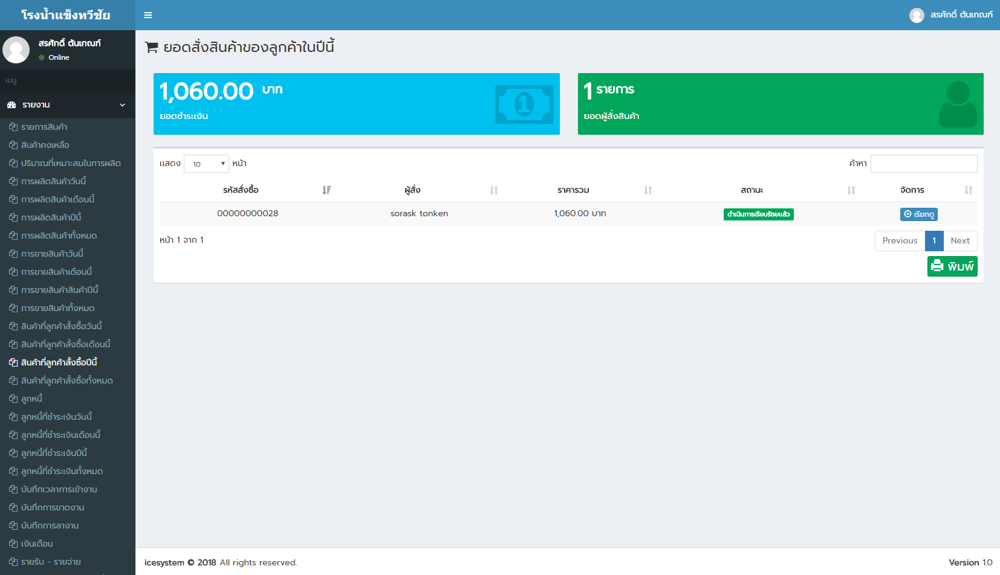 โรงน้ำแข็งทวีชัย
สรศักดิ์ ต้นเกณฑ์
สรศักดิ์ ต้นเกณฑ์
Online
เมนู
รายงาน
รายการสินค้า
สินค้าคงเหลือ
ปริมาณที่เหมาะสมในการผลิต
การผลิตสินค้าวันนี้
การผลิตสินค้าเดือนนี้
การผลิตสินค้าปีนี้
การผลิตสินค้าทั้งหมด
การขายสินค้าวันนี้
การขายสินค้าเดือนนี้
การขายสินค้าสินค้าปีนี้
การขายสินค้าทั้งหมด
สินค้าที่ลูกค้าสั้งซื้อวันนี้
สินค้าที่ลูกค้าสั้งซื้อเดือนนี้
สินค้าที่ลูกค้าสั้งซื้อปีนี้
สินค้าที่ลูกค้าสั้งซื้อทั้งหมด
ลูกหนี้
ลูกหนี้ที่ชำระเงินวันนี้
ลูกหนี้ที่ชำระเงินเดือนนี้
ลูกหนี้ที่ชำระเงินปีนี้
ลูกหนี้ที่ชำระเงินทั้งหมด
บันทึกเวลาการเข้างาน
บันทึกการขาดงาน
บันทึกการลางาน
เงินเดือน
รายรับ - รายจ่าย
ยอดสั่งสินค้าของลูกค้าในปีนี้
1,060.00 บาท
ยอดชำระเงิน
1 รายการ
ยอดผู้สั่งสินค้า
แสดง 10 หน้า
ค้าหา
รหัสสั่งซื้อ ผู้สั่ง ราคารวม สถานะ จัดการ
00000000028 sorask tonken 1,060.00 บาท ดำเนินการเรียบร้อยแล้ว เรียกดู
หน้า 1 จาก 1
Previous 1 Next
พิมพ์
icesystem © 2018 All rights reserved.
Version 1.0